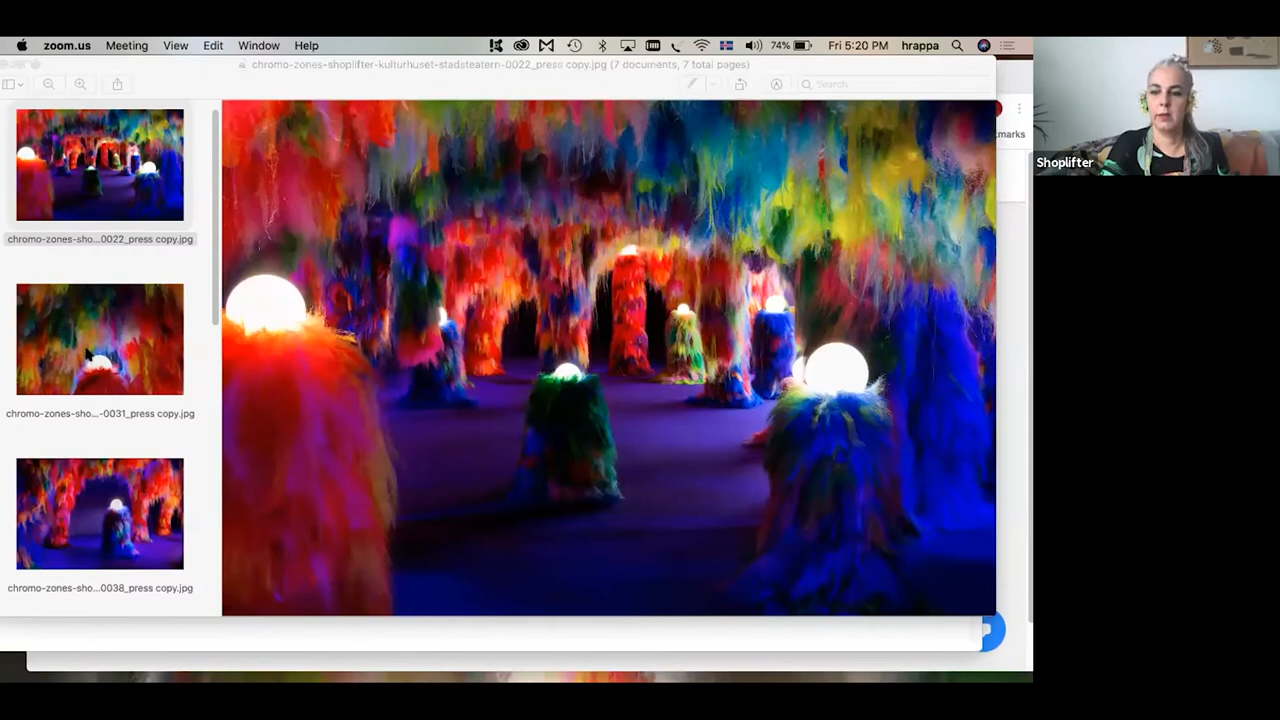 zoom.us Meeting View Edit Window Help 74% Fri 5:20 PM hrappa
chromo-zones-shoplifter-kulturhuset-stadsteatern-0022_press copy.jpg (7 documents, 7 total pages)
Search
chromo-zones-sho...0022_press copy.jpg
chromo-zones-sho...-0031_press copy.jpg
chromo-zones-sho...0038_press copy.jpg
kmarks
Shoplifter